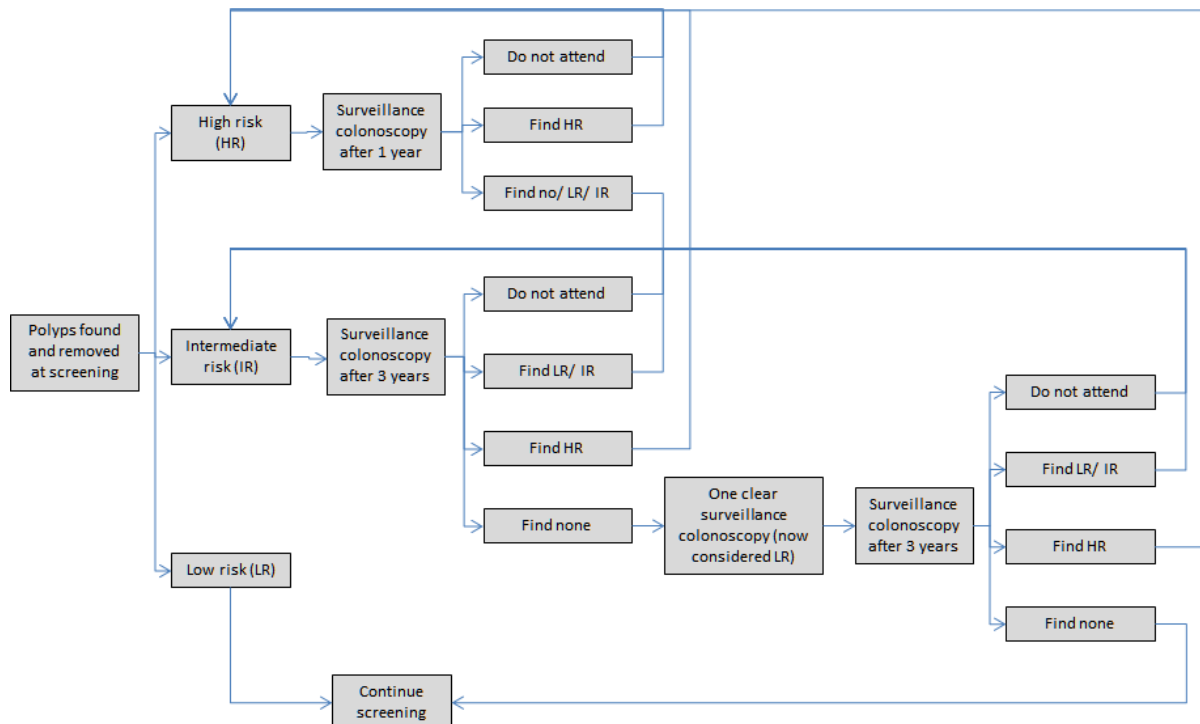 Do not attend
High risk
(HR)
Surveillance
colonoscopy
after 1 year
Find HR
Find no/ LR/ IR
Do not attend
Polyps found
and removed
at screening
Intermediate
risk (IR)
Surveillance
colonoscopy
after 3 years
Find LR/ IR
Find HR
Find none
One clear
surveillance
colonoscopy (now
considered LR)
Surveillance
colonoscopy
after 3 years
Do not attend
Find LR/ IR
Find HR
Find none
Low risk (LR)
Continue
screening